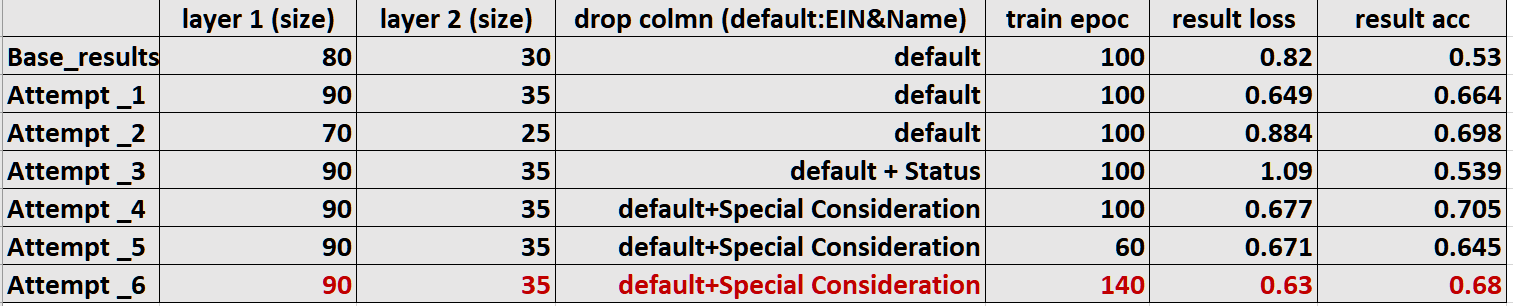 layer 1 (size) layer 2 (size) drop colmn (default:EIN&Name) train epoc result loss result acc
Base_results 80 30 default 100 0.82 0.53
Attempt _1 90 35 default 100 0.649 0.664
Attempt _2 70 25 default 100 0.884 0.698
Attempt _3 90 35 default + Status 100 1.09 0.539
Attempt _4 90 35 default+Special Consideration 100 0.677 0.705
Attempt _5 90 35 default+Special Consideration 60 0.671 0.645
Attempt _6 90 35 default+Special Consideration 140 0.63 0.68